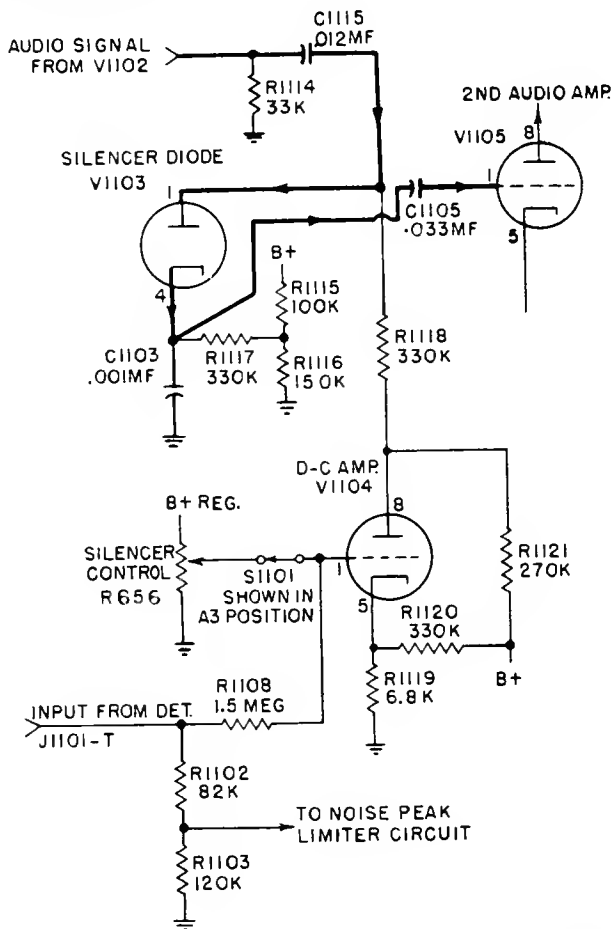 C1115
.012MF
AUDIO SIGNAL
FROM V1102
R1114
33K
2ND AUDIO AMP.
V1105
8
1
5
SILENCER DIODE
V1103
1
4
C1105
.033MF
B+
R1115
100K
R1117
330K
R1116
150K
C1103
.001MF
R1118
330K
D-C AMP.
V1104
8
1
5
B+ REG.
SILENCER
CONTROL
R656
S1101
SHOWN IN
A3 POSITION
R1121
270K
R1120
330K
B+
R1119
6.8K
R1108
1.5 MEG
INPUT FROM DET.
J1101-T
R1102
82K
TO NOISE PEAK
LIMITER CIRCUIT
R1103
120K